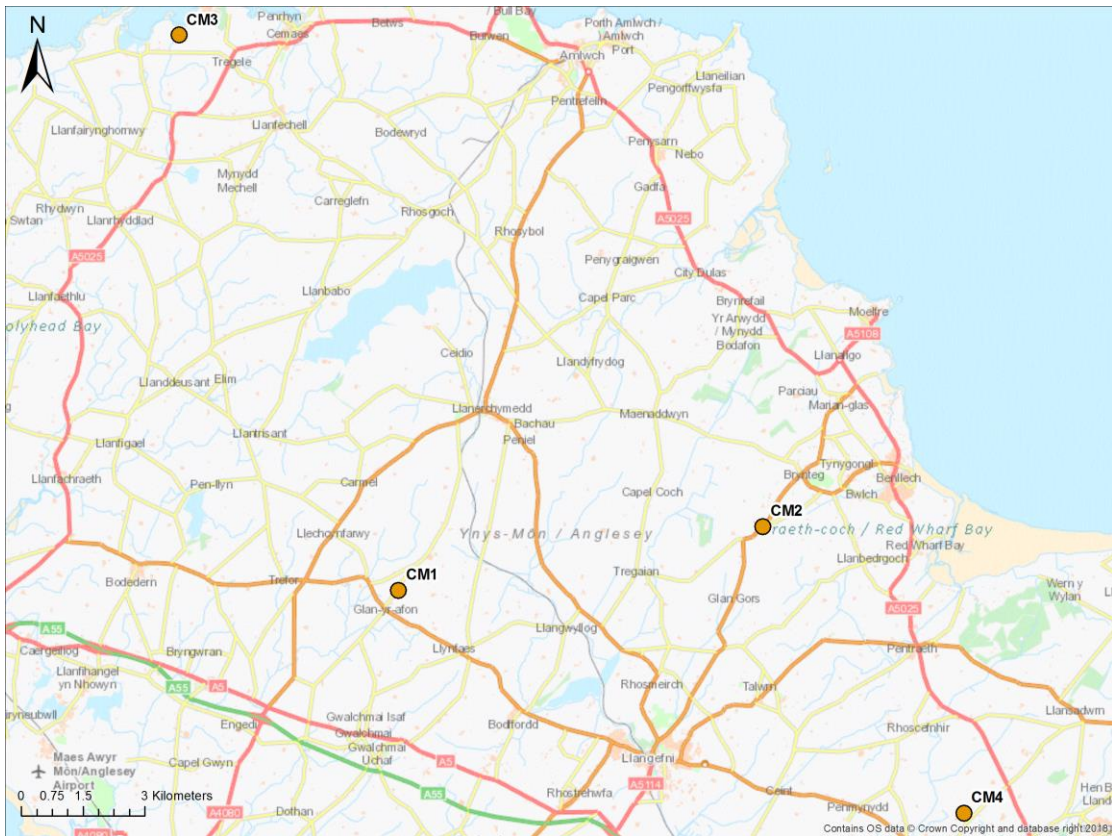 / Bull Bay
CM3
Penrhyn
Cemaes
Betws
Burwen
Porth Amlwch /
Amlwch
Port
N
Tregele
Amlwch
Llaneilian
Pengorffwysfa
Pentrefelin
Llanfairynghornwy
Llanfechell
Bodewryd
Penysarn
Nebo
Mynydd
Mechell
Gadfa
Rhydwyn
Swtan
Carreglefn
Rhosgoch
Llanrhyddlad
A5025
Rhosybol
A5025
Penygraigwen
City Dulas
Llanbabo
Llanfaethlu
Capel Parc
Brynrefail
Moelfre
olyhead Bay
Yr Arwydd
/ Mynydd
Bodafon
A5108
Ceidio
Llandyfrydog
Llanallgo
Llanddeusant
Elim
Parciau
Marian-glas
Llanerchymedd
Maenaddwyn
Bachau
Llantrisant
Llanfigael
Peniel
Tynygongl
Llanfachraeth
Pen-llyn
Carmel
Brynteg
Benllech
Capel Coch
Bwlch
CM2
Llechcynfarwy
Ynys-Môn / Anglesey
raeth-coch / Red Wharf Bay
Red Wharf Bay
Llanbedrgoch
CM1
Bodedern
Trefor
Tregaian
Wern y
Wylan
Glan-yr-afon
Glan Gors
A5025
A55
Llangwyllog
Caergeiliog
Bryngwran
Llynfaes
Pentraeth
Llanfihangel
yn Nhowyn
A55
A5
Rhosmeirch
Talwrn
Llansadwrn
airyneubwll
Engedi
Gwalchmai Isaf
Gwalchmai
Bodffordd
Rhoscefnhir
Gwalchmai
Uchaf
Llangefni
Maes Awyr
Môn/Anglesey
Airport
Capel Gwyn
A5
A5114
Hen B
Lland
0 0.75 1.5 3 Kilometers
A55
Rhostrehwfa
Ceint
CM4
A4080
Dothan
Penmynydd
A4080
Contains OS data © Crown Copyright and database right 2016